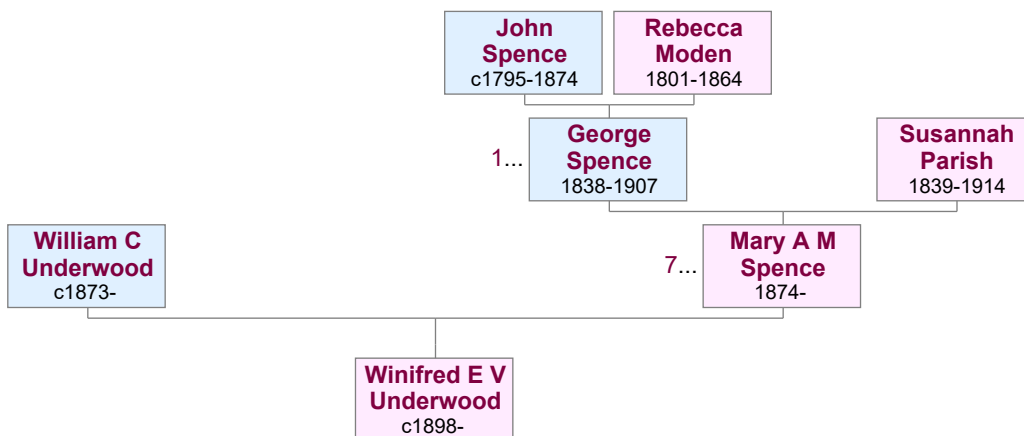 John
Spence
c1795-1874
Rebecca
Moden
1801-1864
1...
George
Spence
1838-1907
Susannah
Parish
1839-1914
William C
Underwood
c1873-
7...
Mary A M
Spence
1874-
Winifred E V
Underwood
c1898-